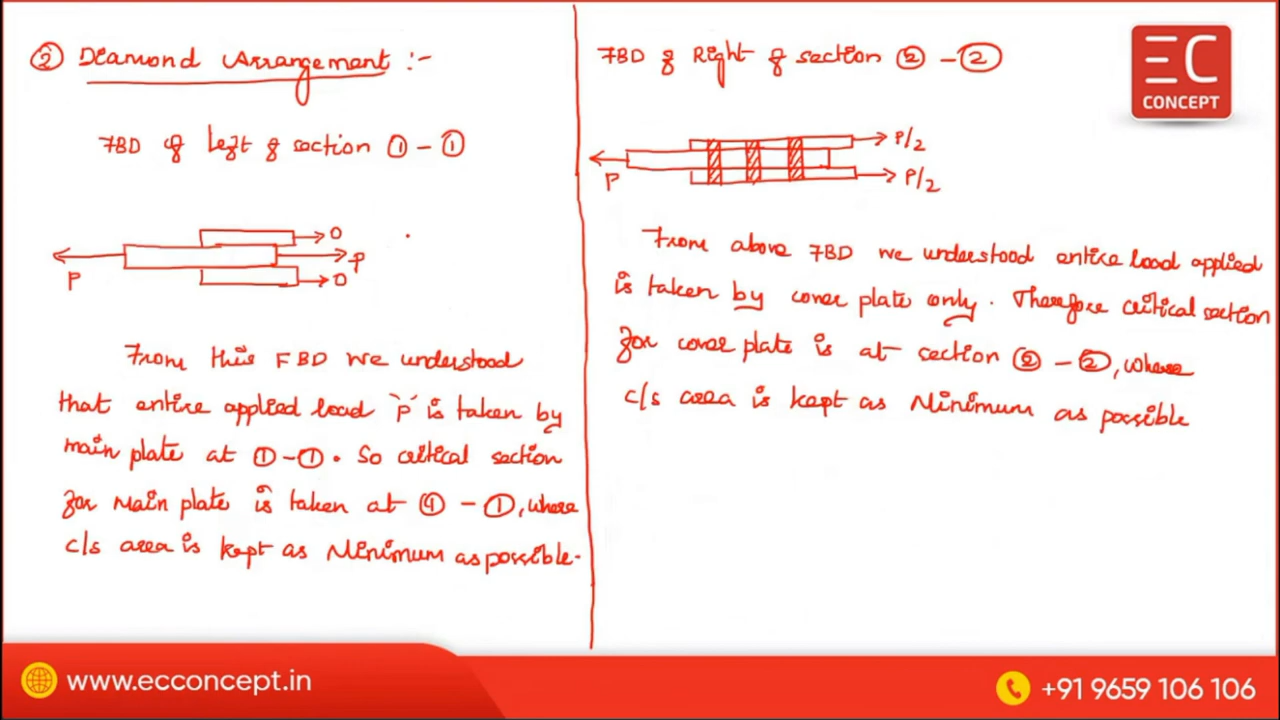 ② Diamond Arrangement :-
FBD of Left of section ① - ①
O
P
P
O
From this FBD we understood
that entire applied load 'P' is taken by
main plate at ① - ①. So critical section
for Main plate is taken at ① - ①, where
c/s area is kept as Minimum as possible.
FBD of Right of section ② - ②
P/2
P
P/2
From above FBD we understood entire load applied
is taken by cover plate only. Therefore critical section
for cover plate is at section ② - ②, where
c/s area is kept as Minimum as possible
EC
CONCEPT
www.ecconcept.in
+91 9659 106 106